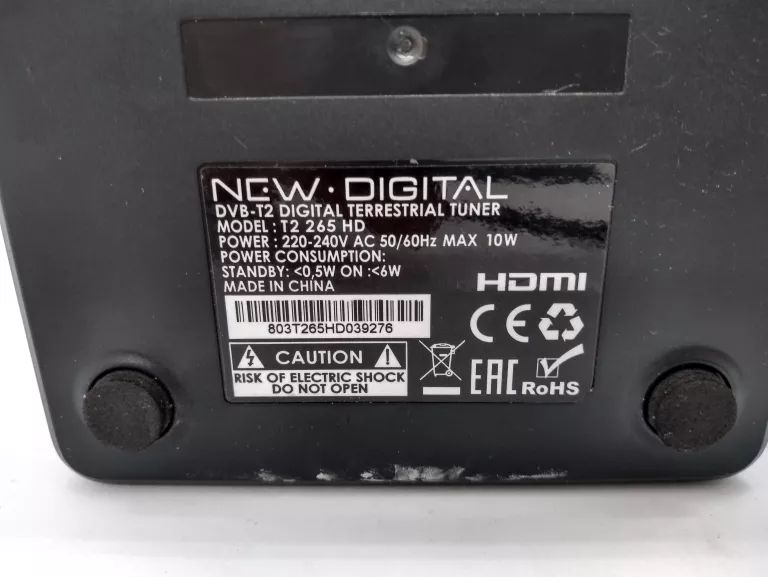 NEW·DIGITAL
DVB-T2 DIGITAL TERRESTRIAL TUNER
MODEL : T2 265 HD
POWER : 220-240V AC 50/60Hz MAX 10W
POWER CONSUMPTION:
STANDBY: <0,5W ON :<6W
MADE IN CHINA
HDMI
803T265HD039276
CE
CAUTION
RISK OF ELECTRIC SHOCK
DO NOT OPEN
EAC
RoHS